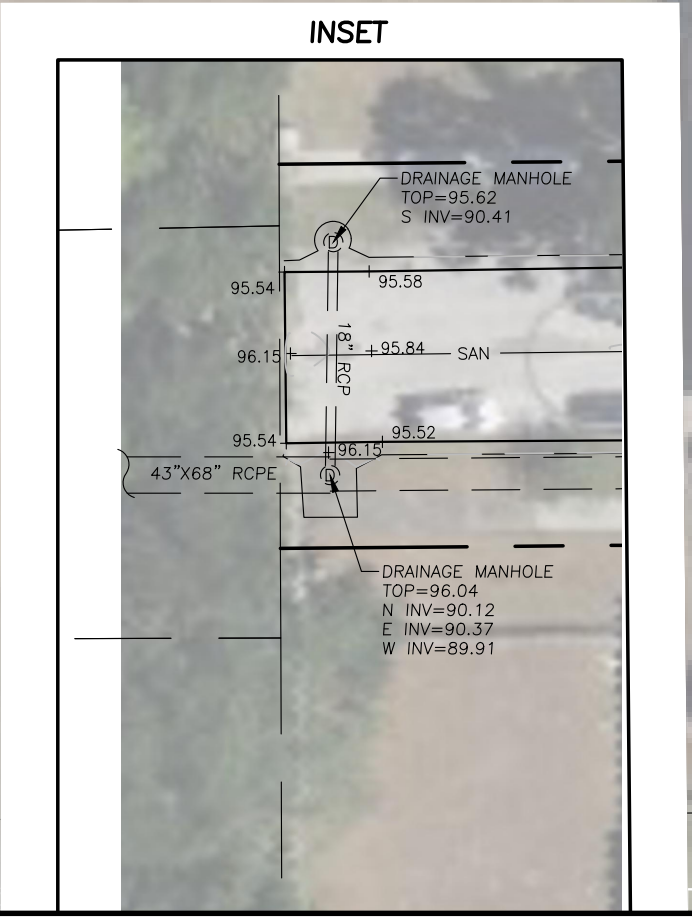 INSET
DRAINAGE MANHOLE
TOP=95.62
S INV=90.41
95.54
95.58
18" RCP
96.15
95.84
SAN
95.54
95.52
96.15
43"X68" RCPE
DRAINAGE MANHOLE
TOP=96.04
N INV=90.12
E INV=90.37
W INV=89.91